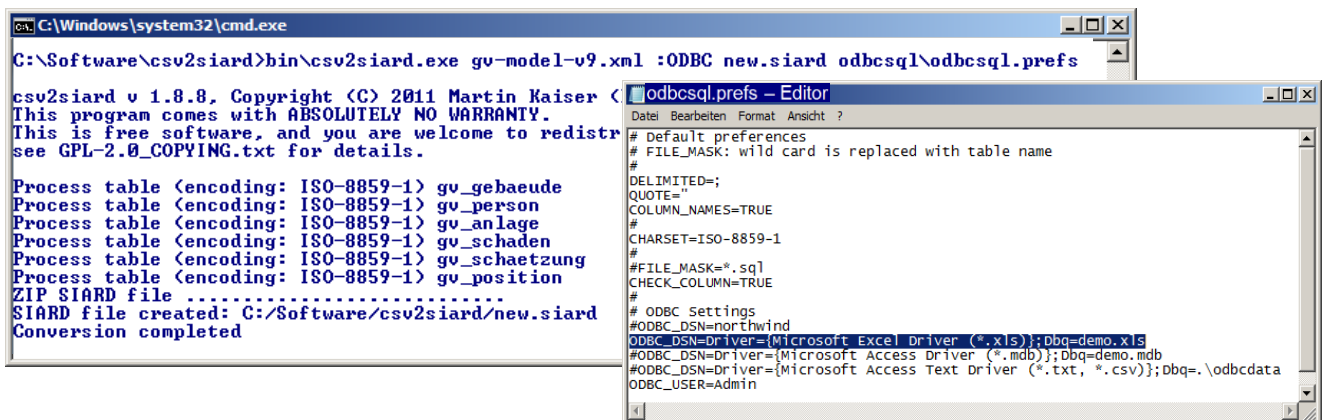 C:\Windows\system32\cmd.exe
C:\Software\csv2siard>bin\csv2siard.exe gv-model-v9.xml :ODBC new.siard odbcsql\odbcsql.prefs
csv2siard v 1.8.8, Copyright (C) 2011 Martin Kaiser (
This program comes with ABSOLUTELY NO WARRANTY.
This is free software, and you are welcome to redistr
see GPL-2.0_COPYING.txt for details.
Process table (encoding: ISO-8859-1) gv_gebaeude
Process table (encoding: ISO-8859-1) gv_person
Process table (encoding: ISO-8859-1) gv_anlage
Process table (encoding: ISO-8859-1) gv_schaden
Process table (encoding: ISO-8859-1) gv_schaetzung
Process table (encoding: ISO-8859-1) gv_position
ZIP SIARD file ............................
SIARD file created: C:/Software/csv2siard/new.siard
Conversion completed
odbcsql.prefs – Editor
Datei Bearbeiten Format Ansicht ?
# Default preferences
# FILE_MASK: wild card is replaced with table name
#
DELIMITED=;
QUOTE="
COLUMN_NAMES=TRUE
#
CHARSET=ISO-8859-1
#
#FILE_MASK=*.sql
CHECK_COLUMN=TRUE
#
# ODBC Settings
#ODBC_DSN=northwind
ODBC_DSN=Driver={Microsoft Excel Driver (*.xls)};Dbq=demo.xls
#ODBC_DSN=Driver={Microsoft Access Driver (*.mdb)};Dbq=demo.mdb
#ODBC_DSN=Driver={Microsoft Access Text Driver (*.txt, *.csv)};Dbq=.\odbcdata
ODBC_USER=Admin